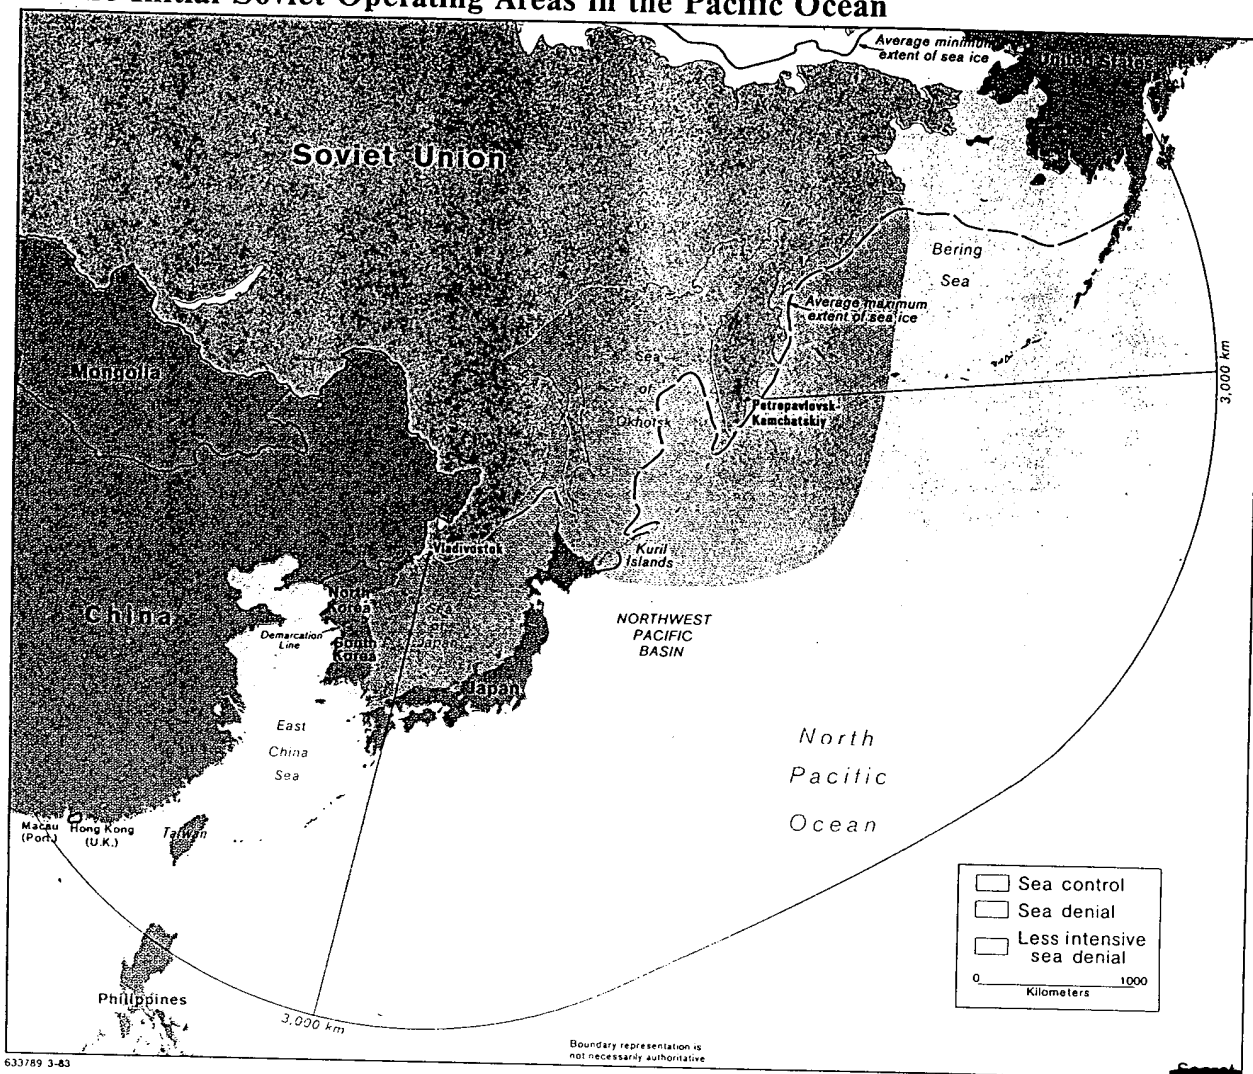 Initial Soviet Operating Areas in the Pacific Ocean
Average minimum
extent of sea ice
United States
Soviet Union
Bering
Sea
Average maximum
extent of sea ice
Mongolia
Sea
of
Okhotsk
Petropavlovsk-
Kamchatskiy
3,000 km
Vladivostok
Kuril
Islands
North
Korea
Sea
of
Japan
China
Demarcation
Line
South
Korea
NORTHWEST
PACIFIC
BASIN
Japan
East
China
Sea
North
Pacific
Ocean
Macau
(Port.)
Hong Kong
(U.K.)
Taiwan
Sea control
Sea denial
Less intensive
sea denial
0 1000
Kilometers
Philippines
3,000 km
Boundary representation is
not necessarily authoritative
633789 3-83
Secret